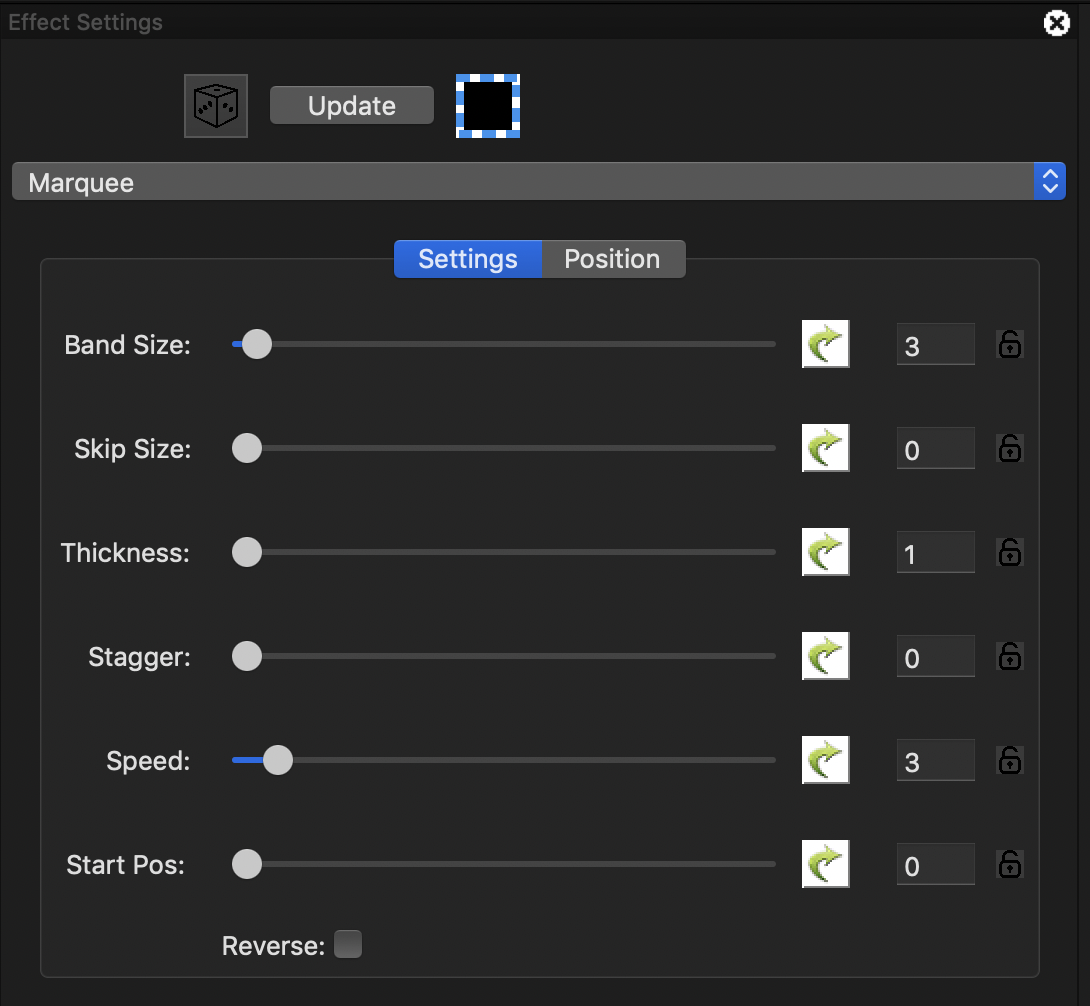 Effect Settings
Update
Marquee
Settings Position
Band Size: 3
Skip Size: 0
Thickness: 1
Stagger: 0
Speed: 3
Start Pos: 0
Reverse: